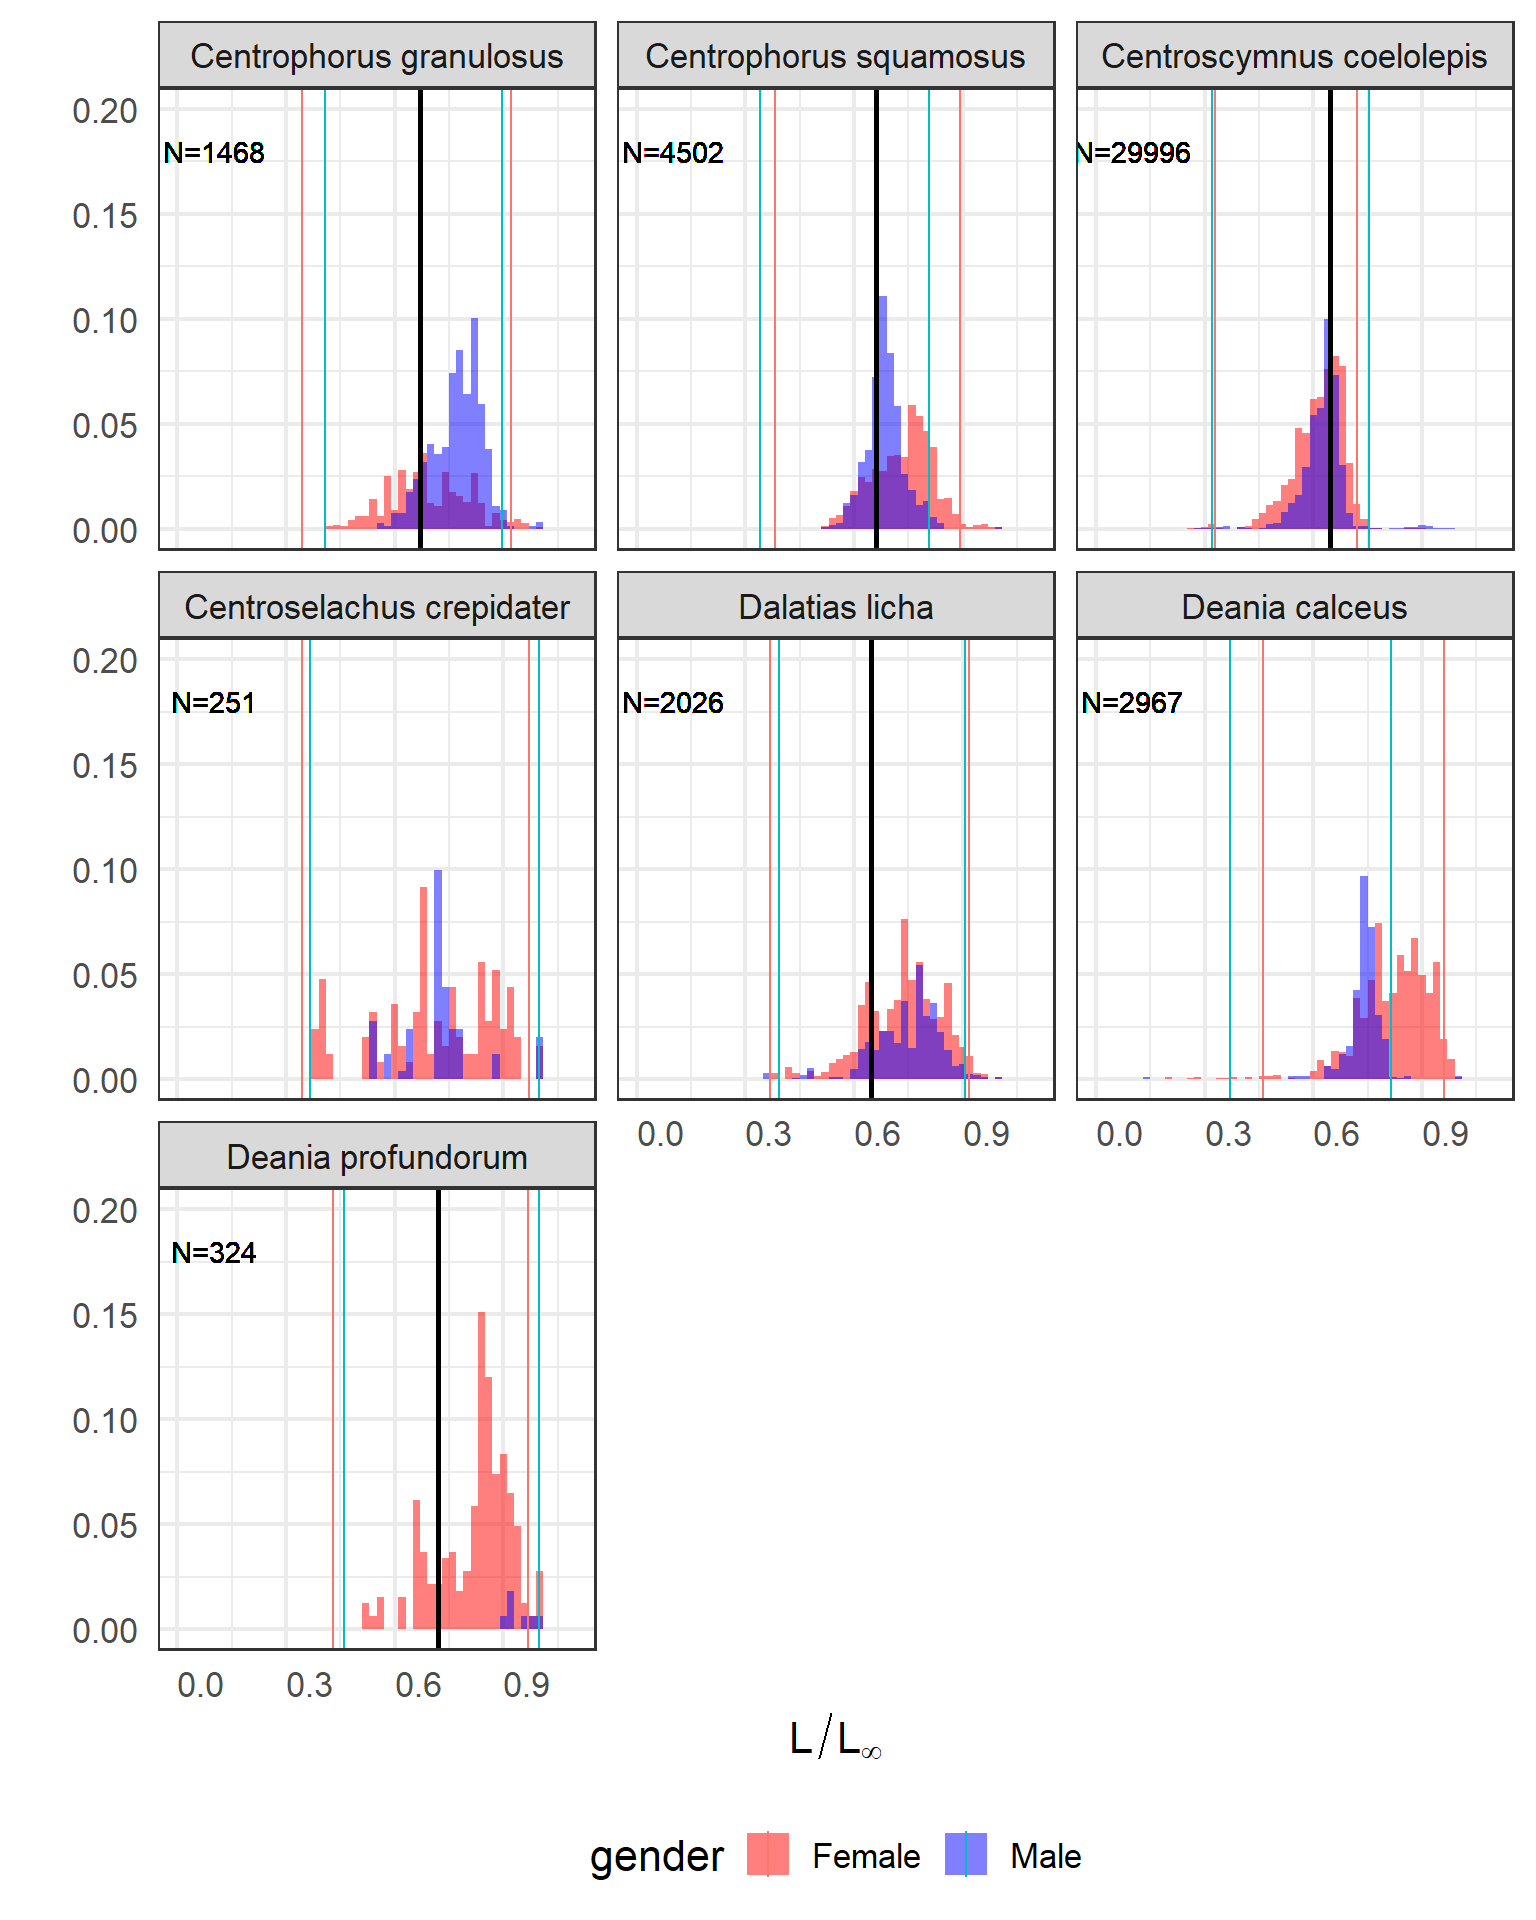 Centrophorus granulosus Centrophorus squamosus Centroscymnus coelolepis
0.20
N=1468 N=4502 N=29996
0.15
0.10
0.05
0.00
Centroselachus crepidater Dalatias licha Deania calceus
0.20
N=251 N=2026 N=2967
0.15
0.10
0.05
0.00
0.0 0.3 0.6 0.9 0.0 0.3 0.6 0.9
Deania profundorum
0.20
N=324
0.15
0.10
0.05
0.00
0.0 0.3 0.6 0.9
L/L∞
gender Female Male